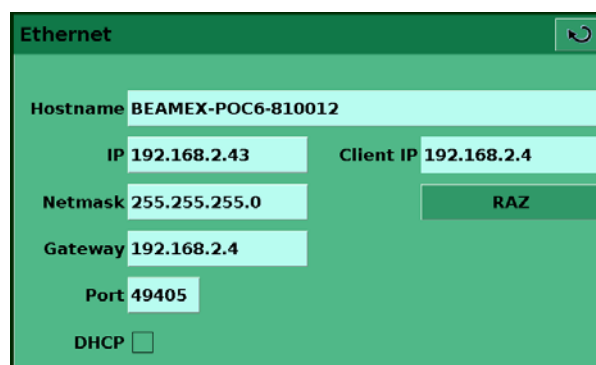 Ethernet
Hostname BEAMEX-POC6-810012
IP 192.168.2.43 Client IP 192.168.2.4
Netmask 255.255.255.0 RAZ
Gateway 192.168.2.4
Port 49405
DHCP